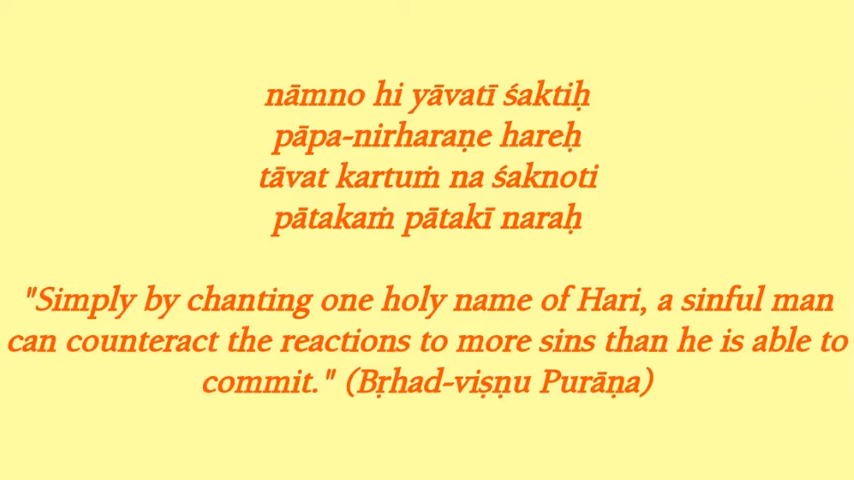 nāmno hi yāvatī śaktiḥ
pāpa-nirharaṇe hareḥ
tāvat kartuṁ na śaknoti
pātakaṁ pātakī naraḥ
"Simply by chanting one holy name of Hari, a sinful man
can counteract the reactions to more sins than he is able to
commit." (Bṛhad-viṣṇu Purāṇa)